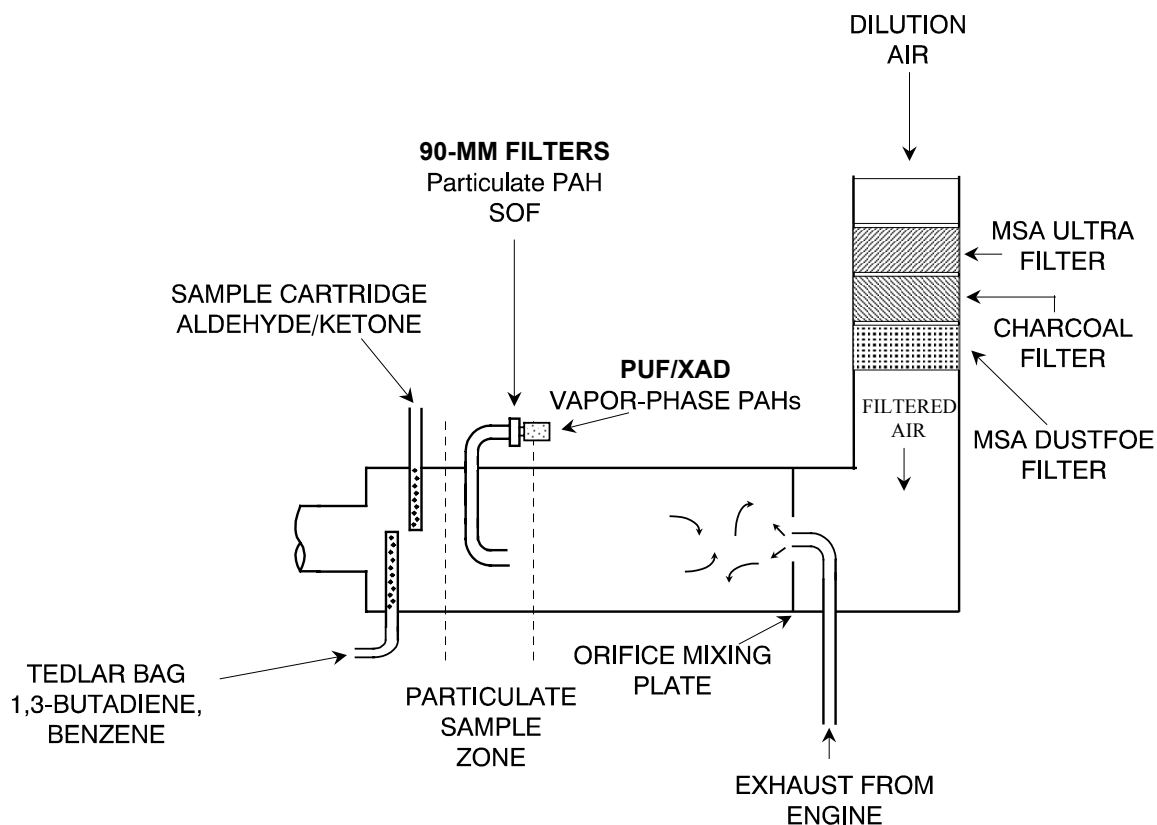 DILUTION
AIR
90-MM FILTERS
Particulate PAH
SOF
MSA ULTRA
FILTER
SAMPLE CARTRIDGE
ALDEHYDE/KETONE
CHARCOAL
FILTER
PUF/XAD
VAPOR-PHASE PAHs
FILTERED
AIR
MSA DUSTFOE
FILTER
ORIFICE MIXING
PLATE
TEDLAR BAG
1,3-BUTADIENE,
BENZENE
PARTICULATE
SAMPLE
ZONE
EXHAUST FROM
ENGINE